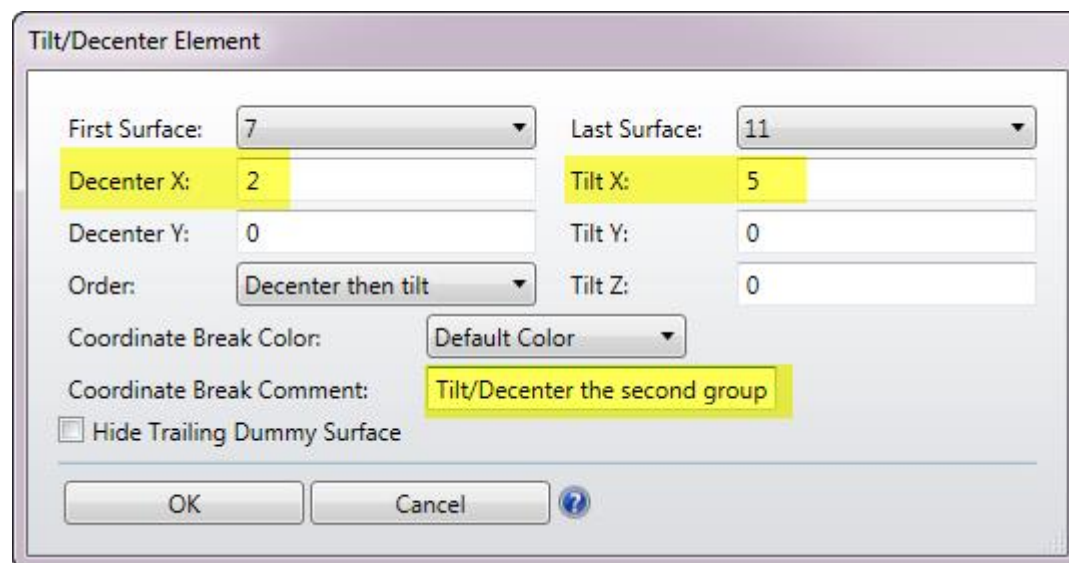 Tilt/Decenter Element
First Surface: 7 Last Surface: 11
Decenter X: 2 Tilt X: 5
Decenter Y: 0 Tilt Y: 0
Order: Decenter then tilt Tilt Z: 0
Coordinate Break Color: Default Color
Coordinate Break Comment: Tilt/Decenter the second group
Hide Trailing Dummy Surface
OK Cancel ?